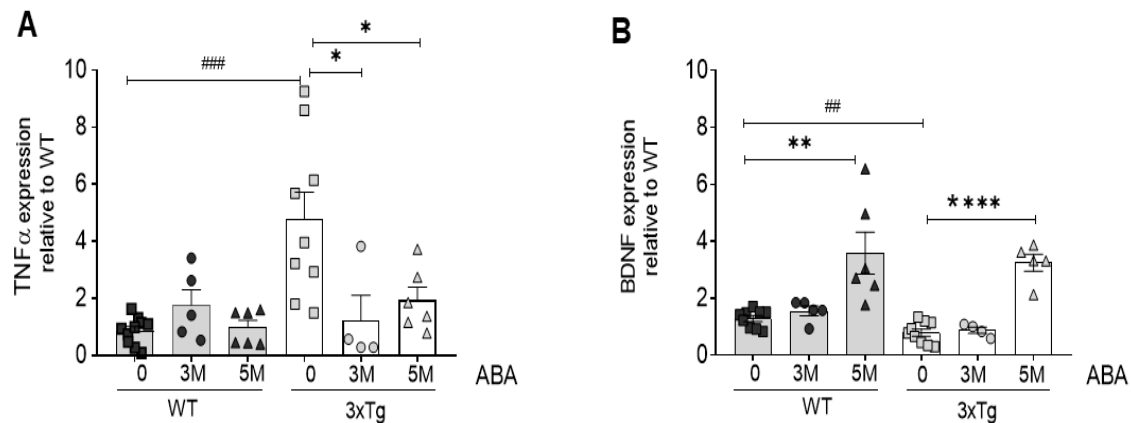 A
TNFα expression
relative to WT
10
8
6
4
2
0
###
*
*
0 3M 5M 0 3M 5M ABA
WT 3xTg
B
BDNF expression
relative to WT
10
8
6
4
2
0
##
**
* ****
0 3M 5M 0 3M 5M ABA
WT 3xTg